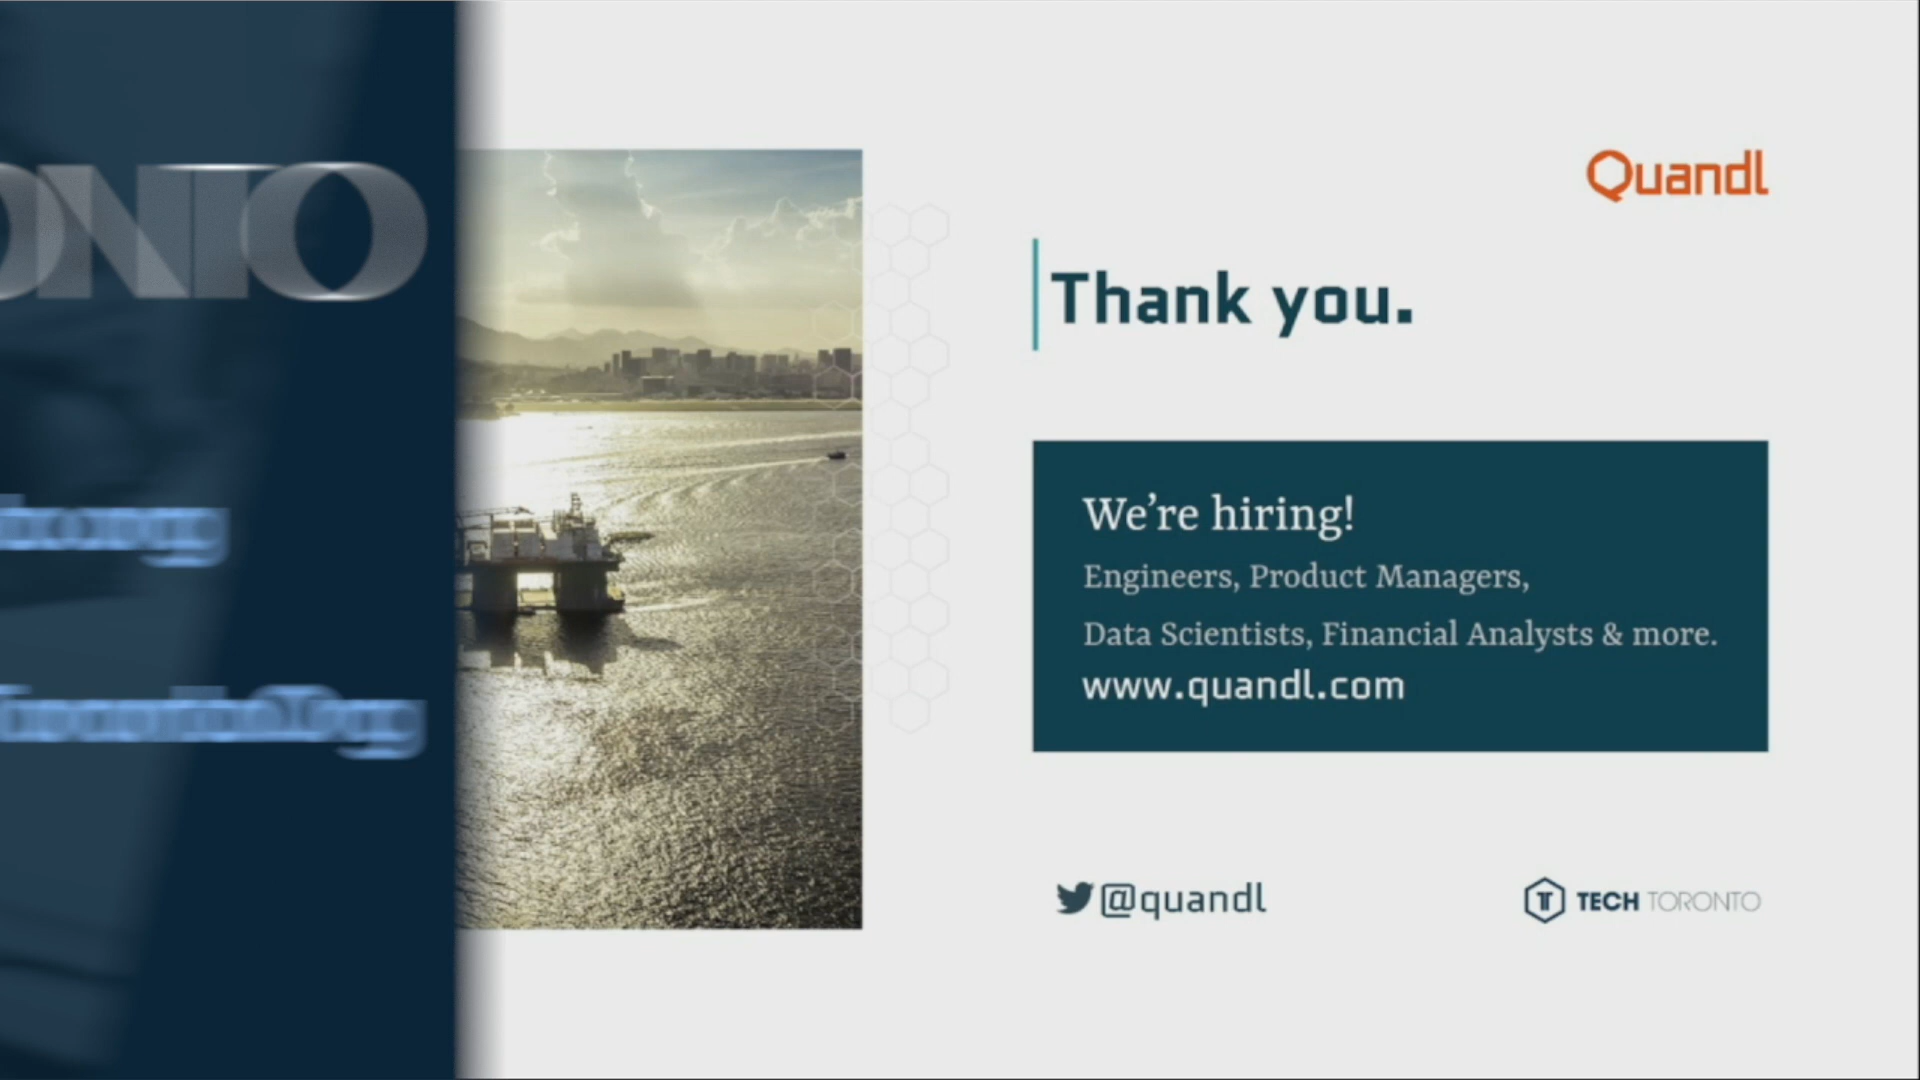 Quandl
Thank you.
We’re hiring!
Engineers, Product Managers,
Data Scientists, Financial Analysts & more.
www.quandl.com
@quandl
TECH TORONTO